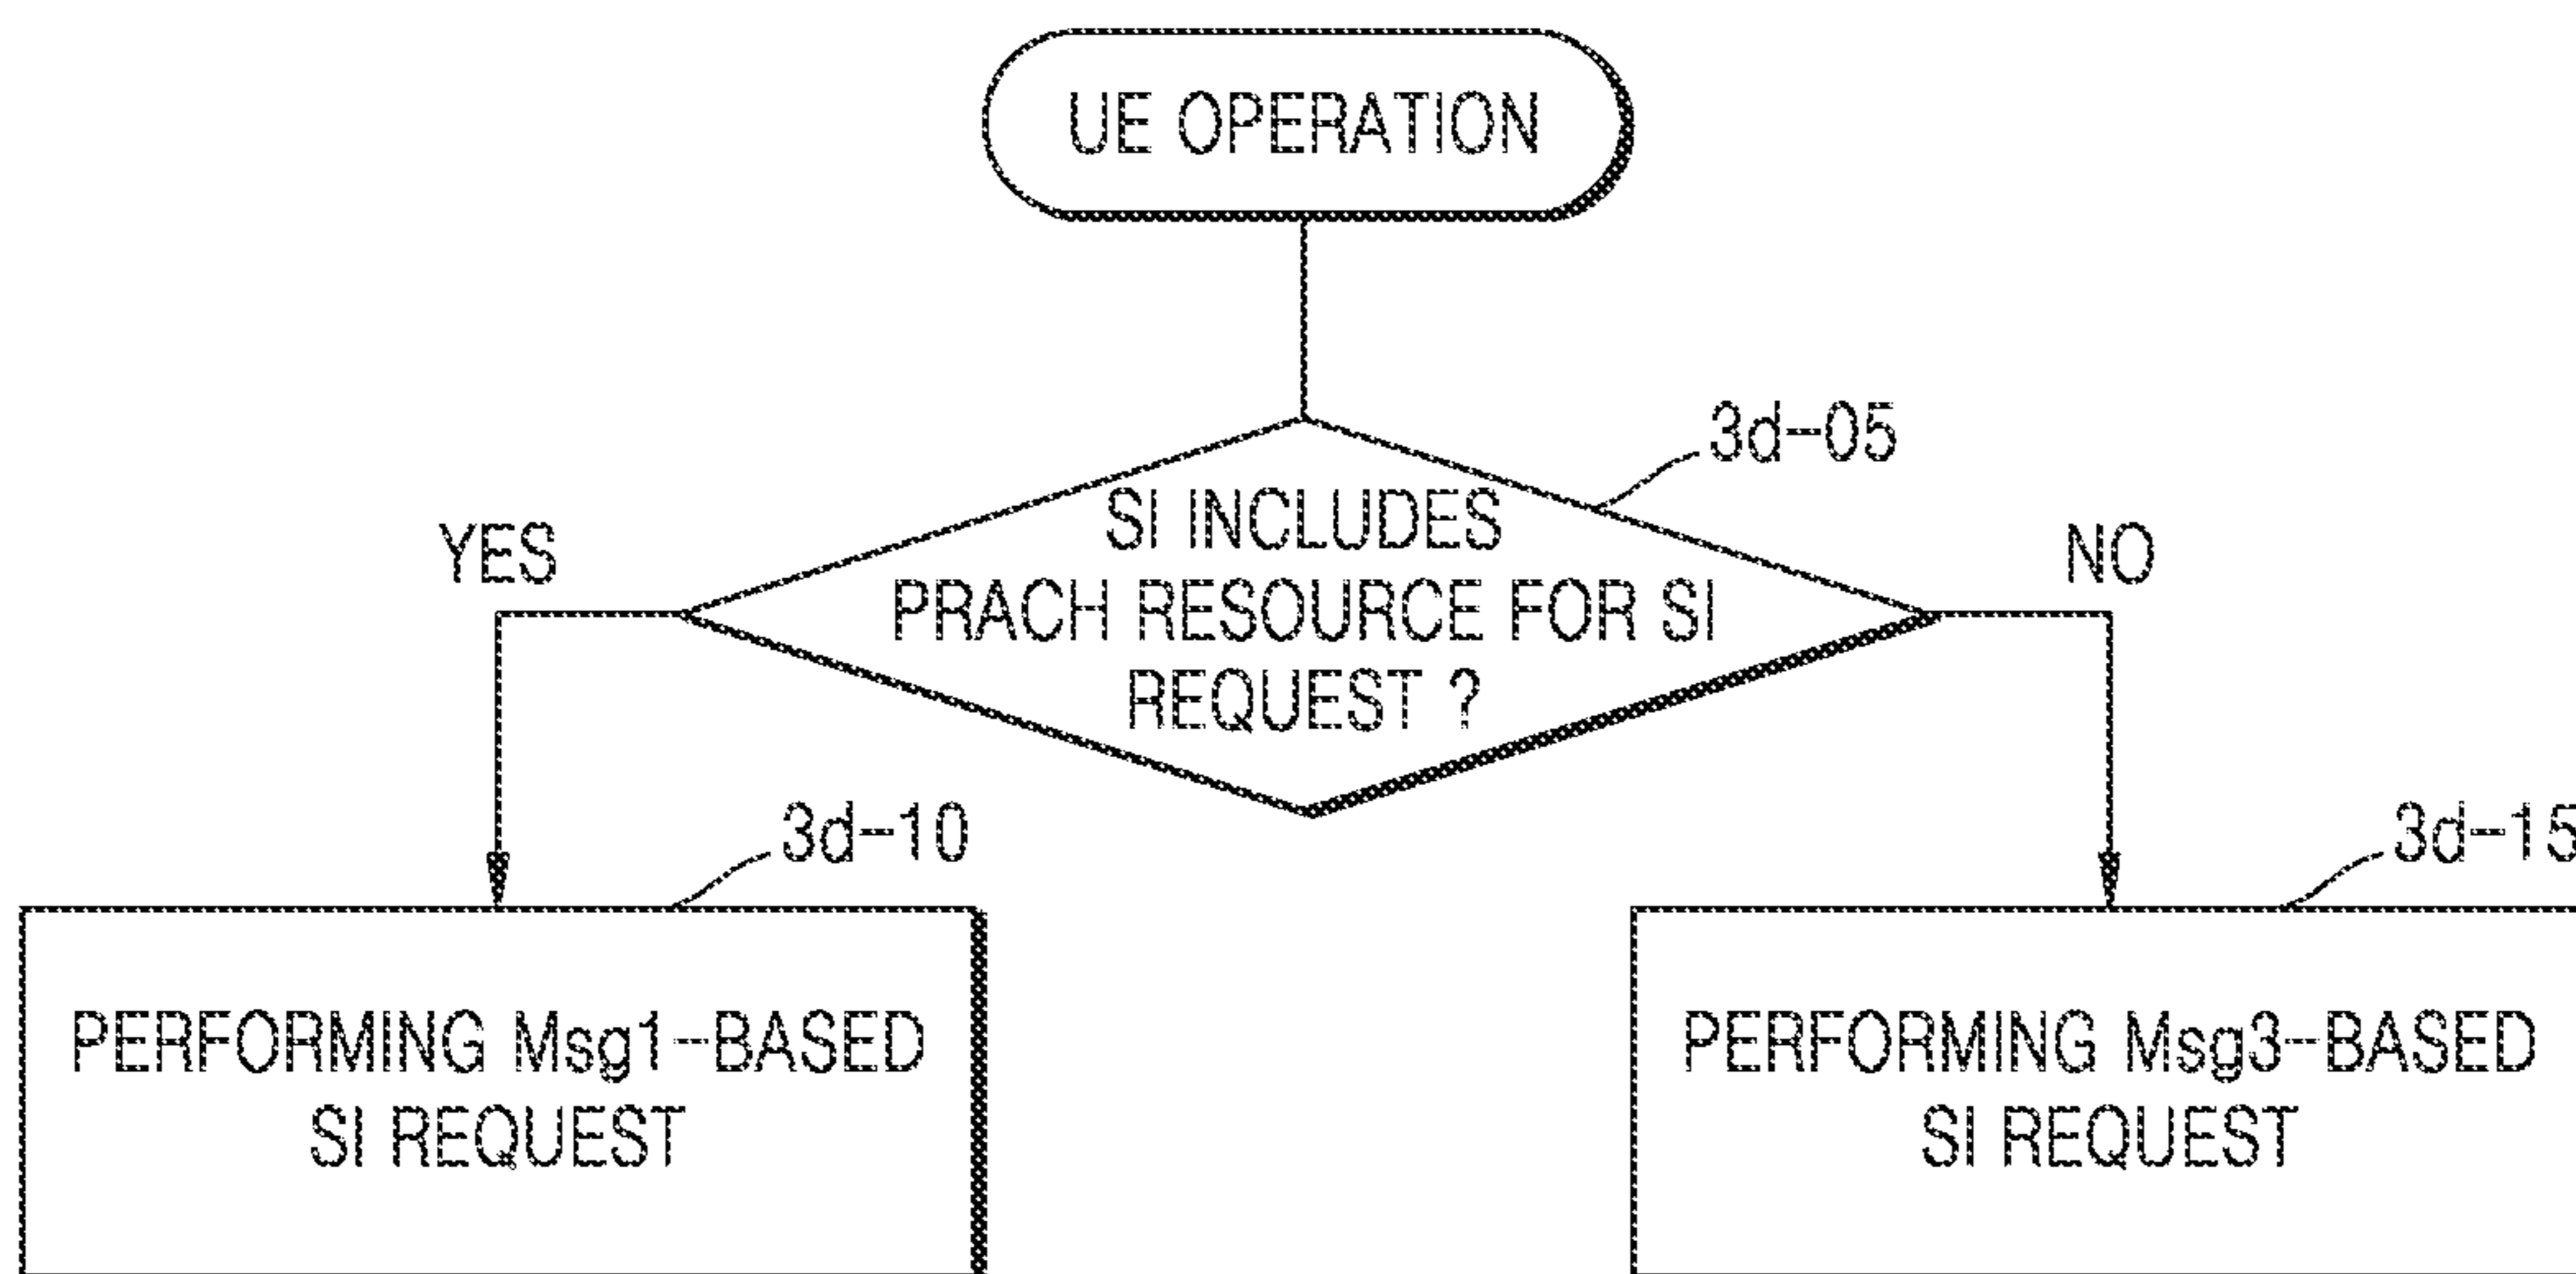 UE OPERATION
3d-05
SI INCLUDES
PRACH RESOURCE FOR SI
REQUEST ?
YES
NO
3d-10
PERFORMING Msg1-BASED
SI REQUEST
3d-15
PERFORMING Msg3-BASED
SI REQUEST